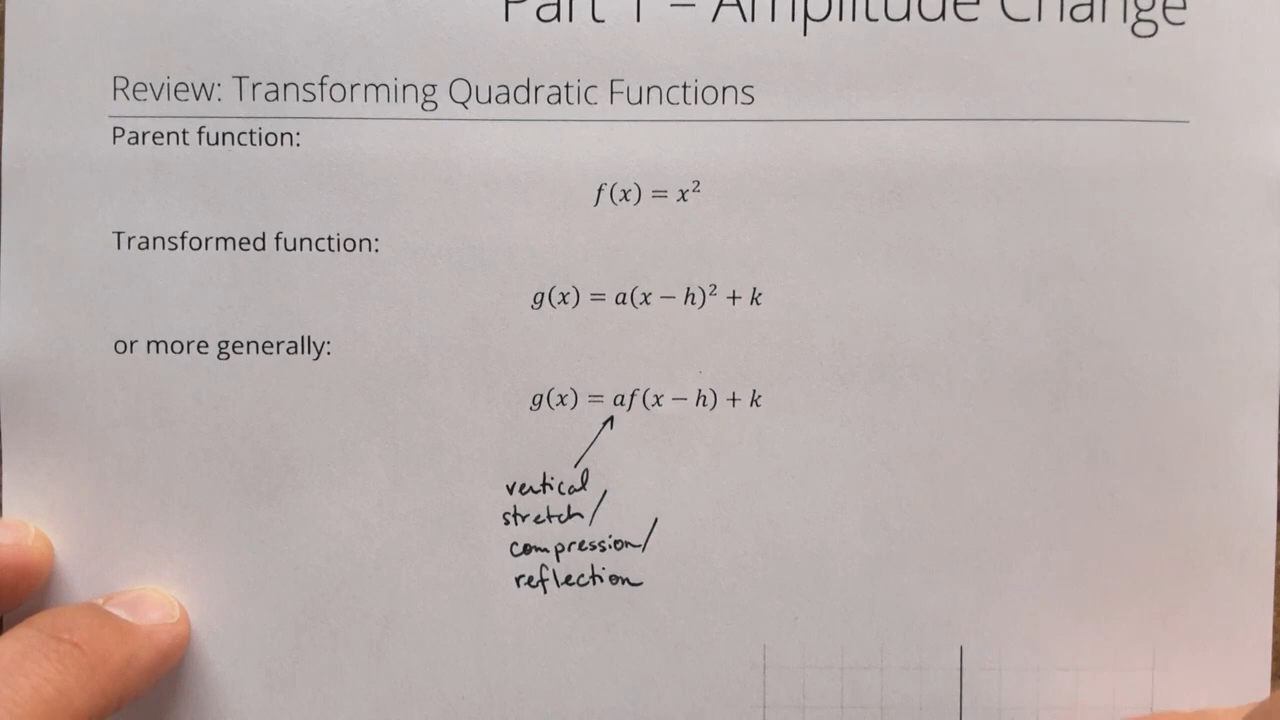 Part 1 – Amplitude Change
Review: Transforming Quadratic Functions
Parent function:
f(x) = x²
Transformed function:
g(x) = a(x − h)² + k
or more generally:
g(x) = af(x − h) + k
vertical
stretch/
compression/
reflection